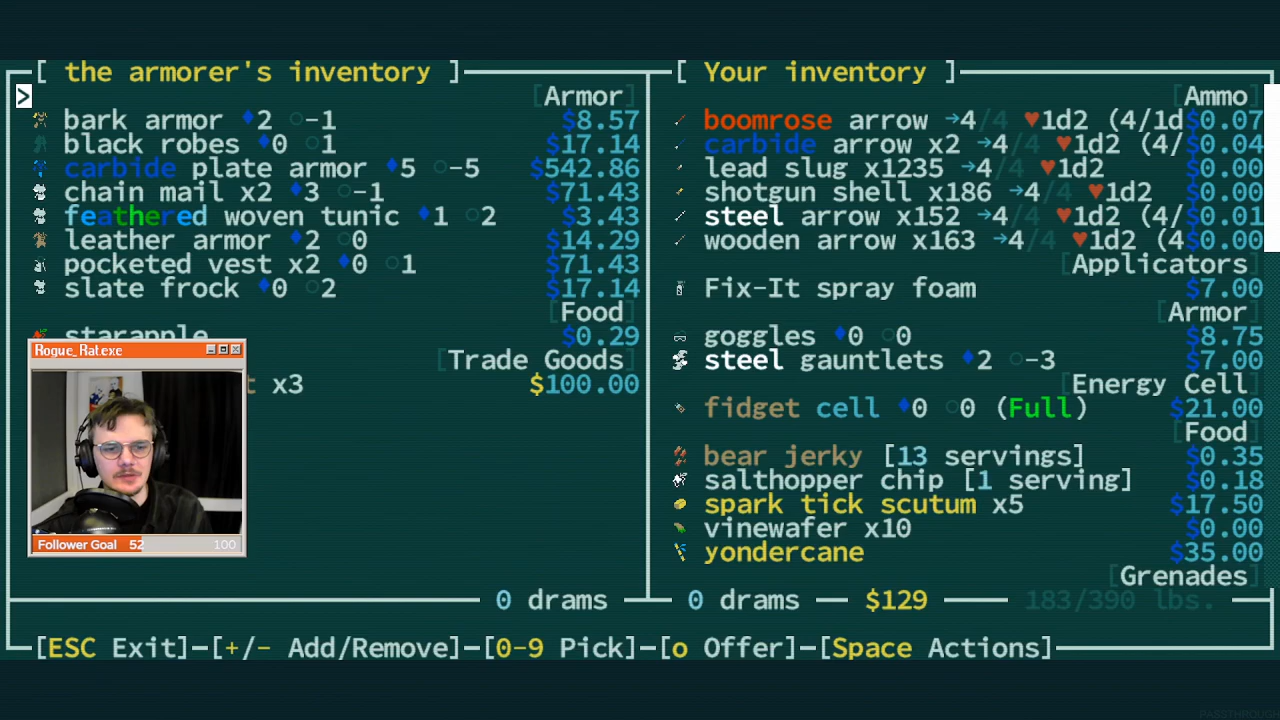 [ the armorer's inventory ]
>
[Armor]
bark armor ♦2 ○-1 $8.57
black robes ♦0 ○1 $17.14
carbide plate armor ♦5 ○-5 $542.86
chain mail x2 ♦3 ○-1 $71.43
feathered woven tunic ♦1 ○2 $3.43
leather armor ♦2 ○0 $14.29
pocketed vest x2 ♦0 ○1 $71.43
slate frock ♦0 ○2 $17.14
[Food]
starapple $0.29
[Trade Goods]
x3 $100.00
[ Your inventory ]
[Ammo]
boomrose arrow →4/4 ♥1d2 (4/1d $0.07
carbide arrow x2 →4/4 ♥1d2 (4/ $0.04
lead slug x1235 →4/4 ♥1d2 $0.00
shotgun shell x186 →4/4 ♥1d2 $0.00
steel arrow x152 →4/4 ♥1d2 (4/ $0.01
wooden arrow x163 →4/4 ♥1d2 (4 $0.00
[Applicators]
Fix-It spray foam $7.00
[Armor]
goggles ♦0 ○0 $8.75
steel gauntlets ♦2 ○-3 $7.00
[Energy Cell]
fidget cell ♦0 ○0 (Full) $21.00
[Food]
bear jerky [13 servings] $0.35
salthopper chip [1 serving] $0.18
spark tick scutum x5 $17.50
vinewafer x10 $0.00
yondercane $35.00
[Grenades]
Rogue_Rat.exe
Follower Goal 52 100
0 drams 0 drams $129 183/390 lbs.
[ESC Exit] [+/- Add/Remove] [0-9 Pick] [o Offer] [Space Actions]
PASSTHROUGH